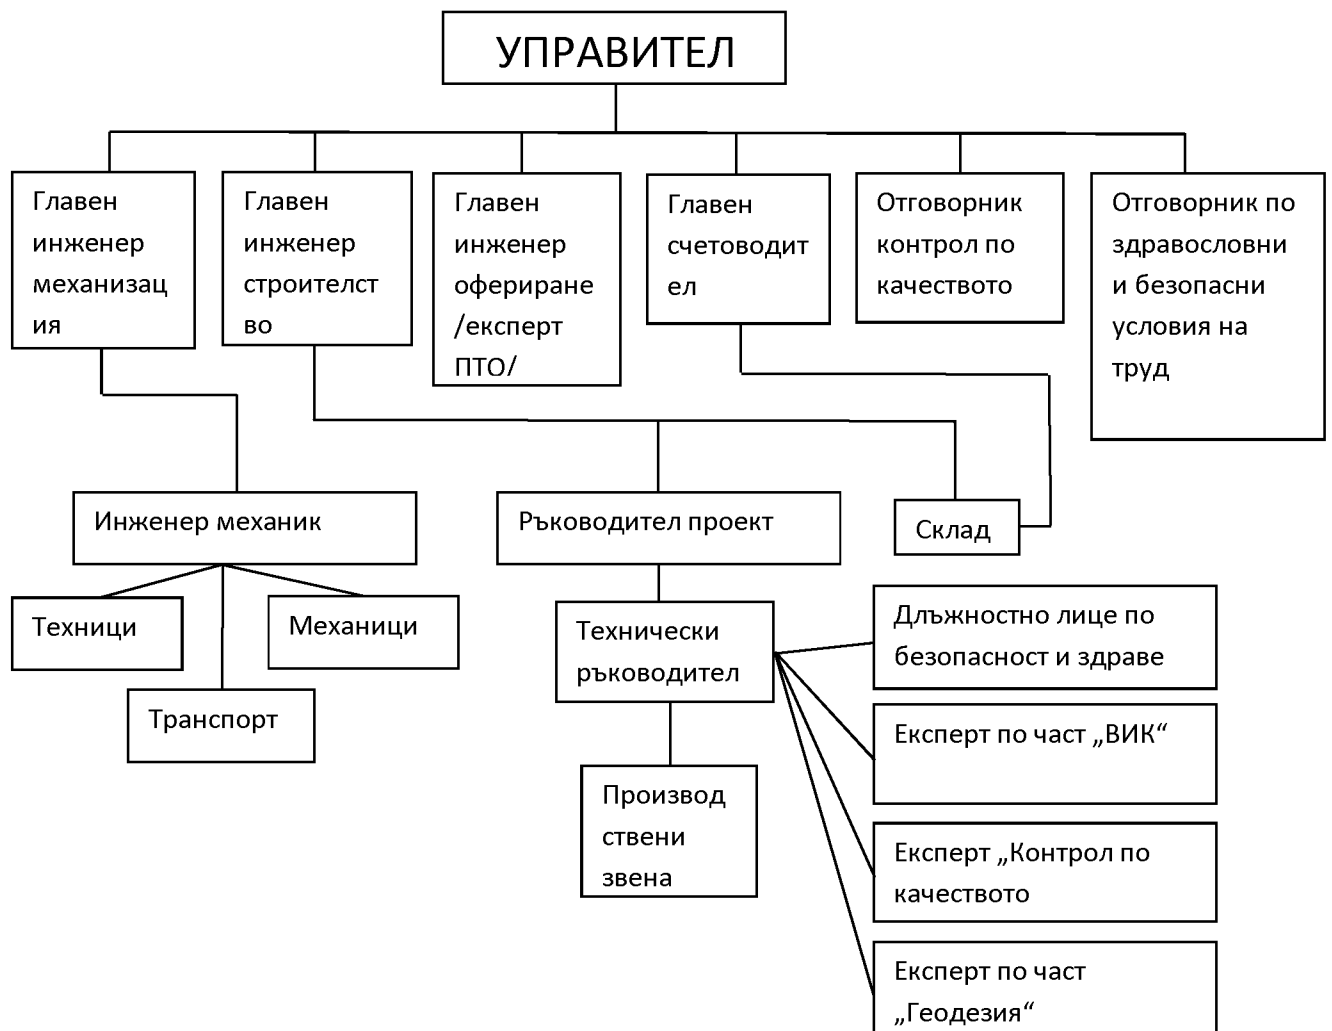 УПРАВИТЕЛ
Главен
инженер
механизац
ия
Главен
инженер
строителст
во
Главен
инженер
офериране
/експерт
ПТО/
Главен
счетоводит
ел
Отговорник
контрол по
качеството
Отговорник по
здравословни
и безопасни
условия на
труд
Инженер механик
Ръководител проект
Склад
Техници
Механици
Транспорт
Технически
ръководител
Производ
ствени
звена
Длъжностно лице по
безопасност и здраве
Експерт по част „ВИК“
Експерт „Контрол по
качеството
Експерт по част
„Геодезия“